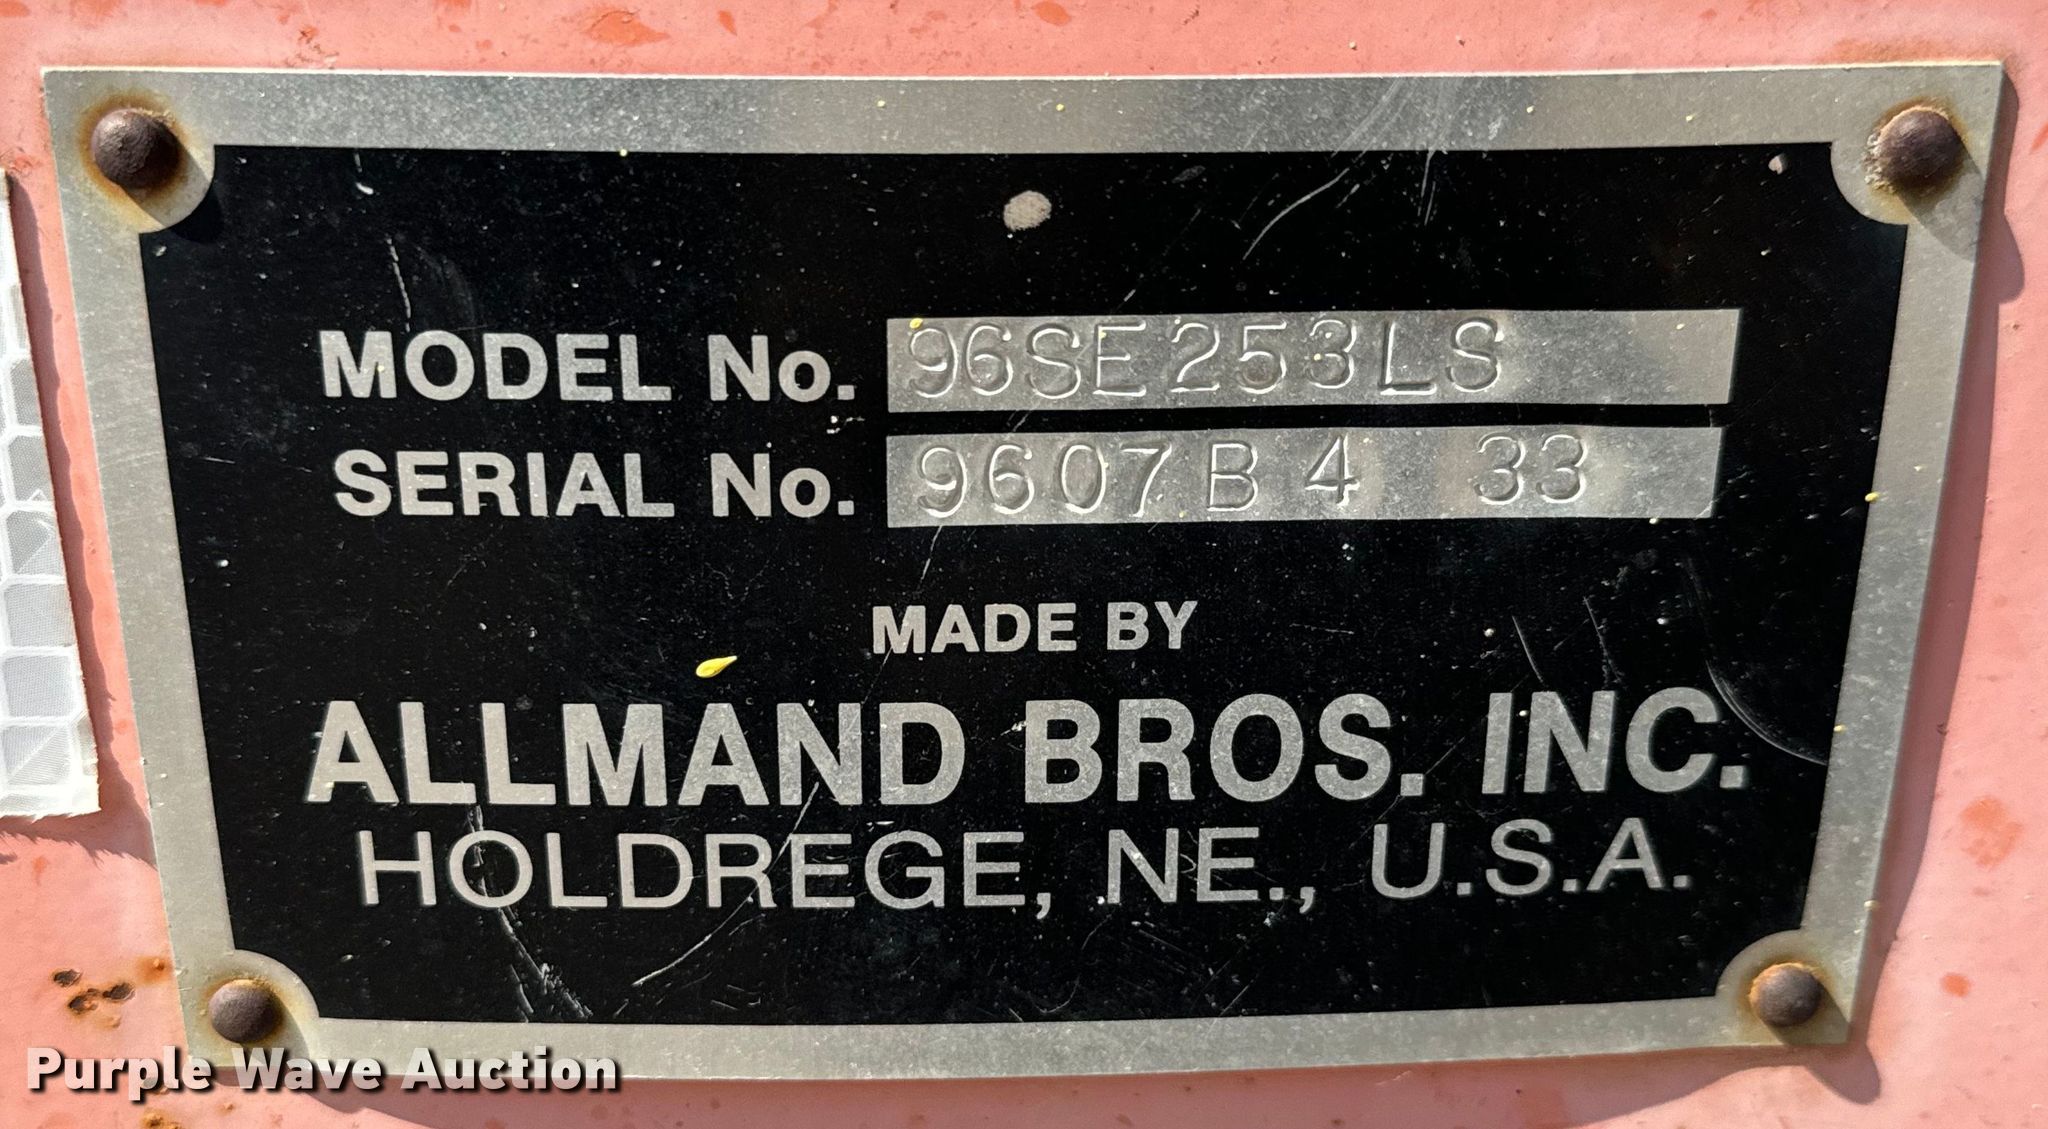 MODEL No. 96SE253LS
SERIAL No. 9607B4 33
MADE BY
ALLMAND BROS. INC.
HOLDREGE, NE., U.S.A.
Purple Wave Auction